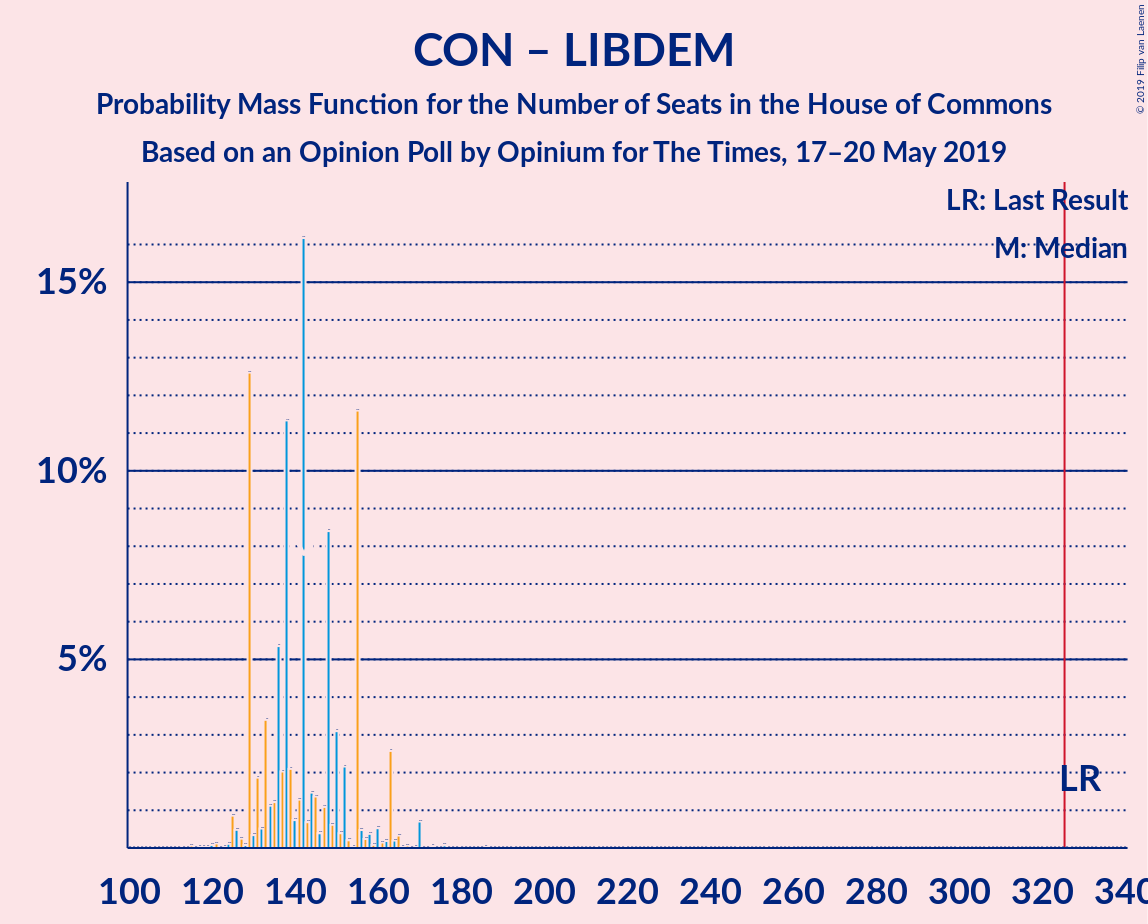 CON – LIBDEM
Probability Mass Function for the Number of Seats in the House of Commons
Based on an Opinion Poll by Opinium for The Times, 17–20 May 2019
© 2019 Filip van Laenen
LR: Last Result
M: Median
15%
10%
5%
LR
100 120 140 160 180 200 220 240 260 280 300 320 340